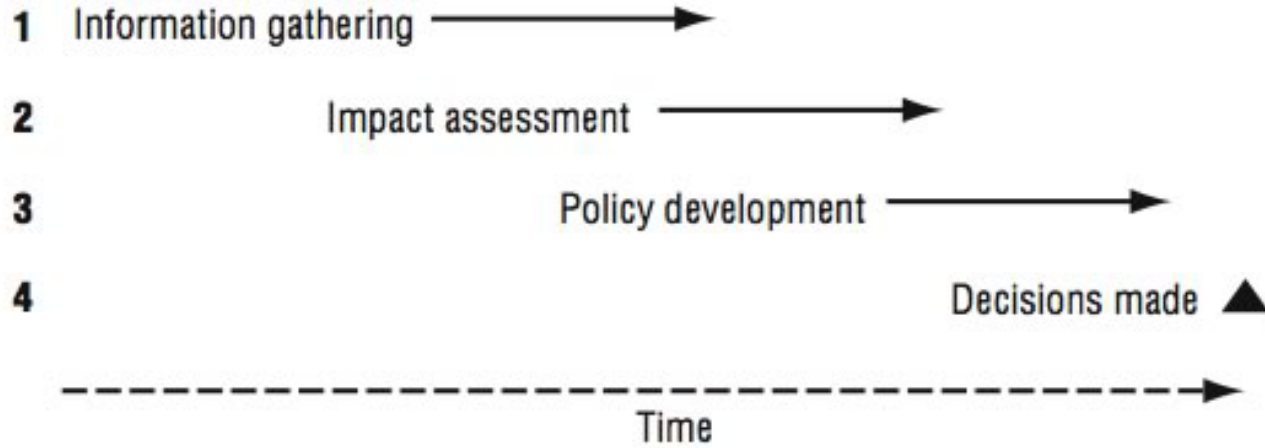 1 Information gathering
2 Impact assessment
3 Policy development
4 Decisions made
Time